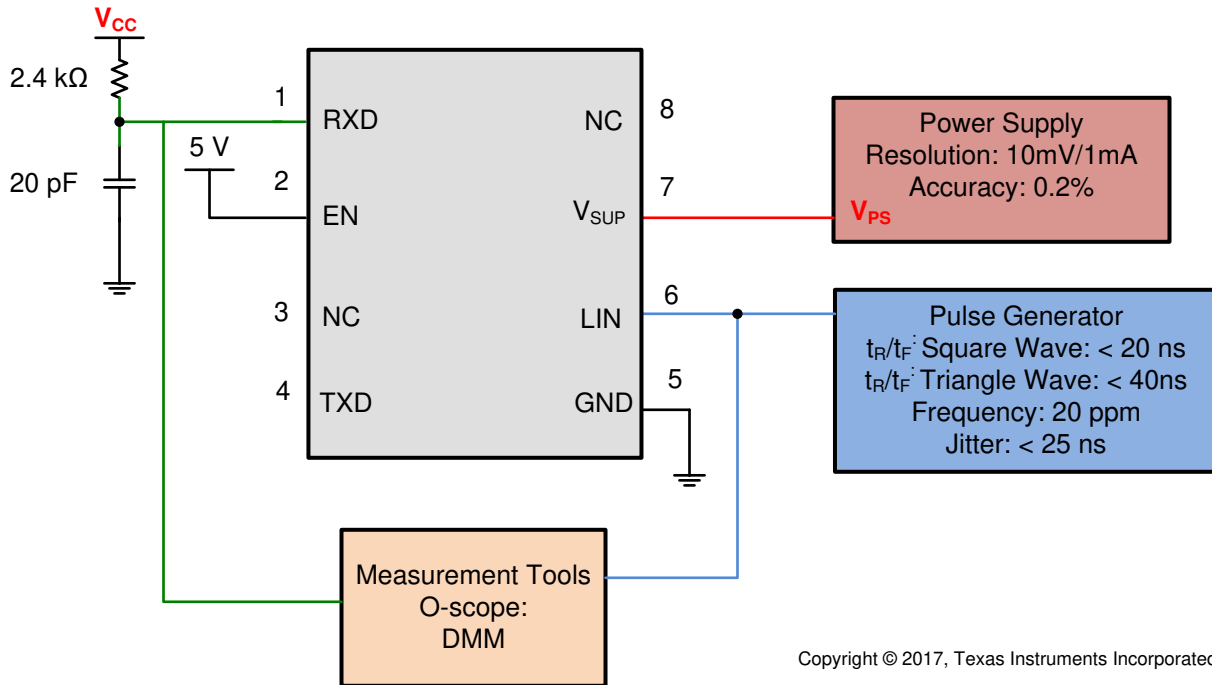 VCC
2.4 kΩ
20 pF
5 V
1
RXD
2
EN
3
NC
4
TXD
NC
8
VSUP
7
LIN
6
GND
5
Power Supply
Resolution: 10mV/1mA
Accuracy: 0.2%
VPS
Pulse Generator
tR/tF: Square Wave: < 20 ns
tR/tF: Triangle Wave: < 40ns
Frequency: 20 ppm
Jitter: < 25 ns
Measurement Tools
O-scope:
DMM
Copyright © 2017, Texas Instruments Incorporated